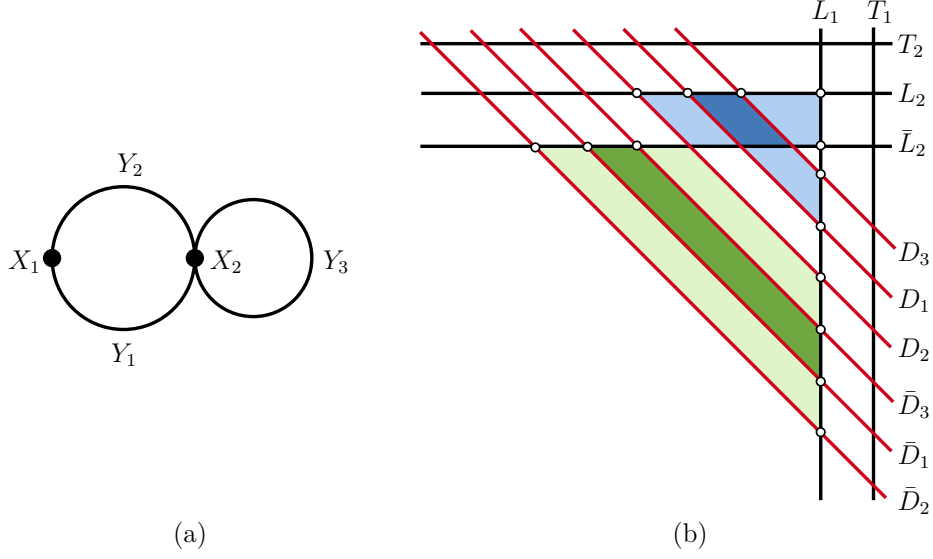 L₁ T₁
T₂
L₂
L̄₂
Y₂
X₁ X₂ Y₃
Y₁
D₃
D₁
D₂
D̄₃
D̄₁
D̄₂
(a) (b)